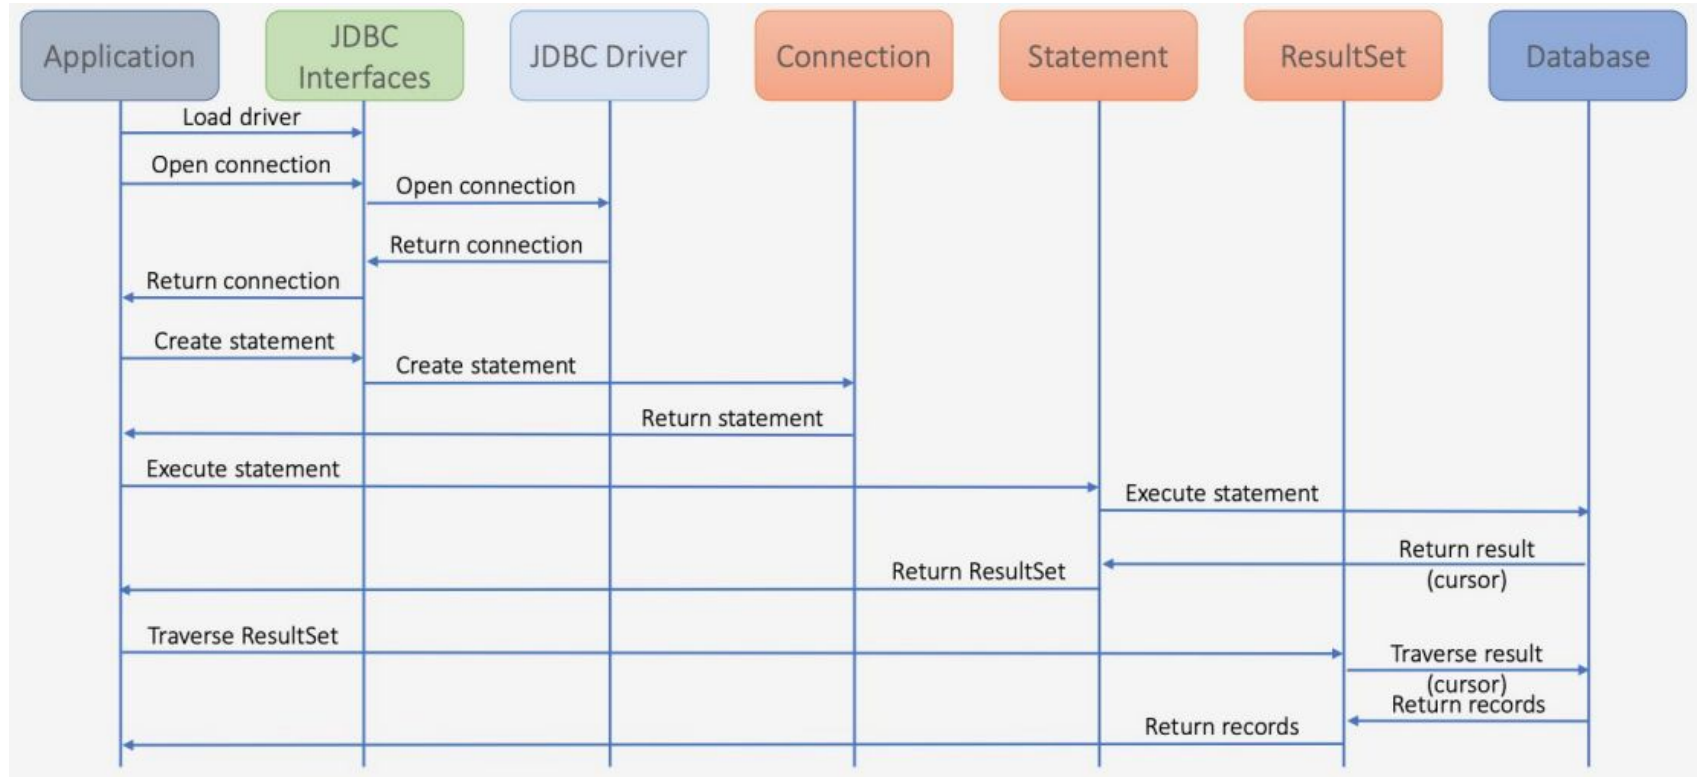 Application
JDBC
Interfaces
JDBC Driver
Connection
Statement
ResultSet
Database
Load driver
Open connection
Open connection
Return connection
Return connection
Create statement
Create statement
Return statement
Execute statement
Execute statement
Return result
(cursor)
Return ResultSet
Traverse ResultSet
Traverse result
(cursor)
Return records
Return records